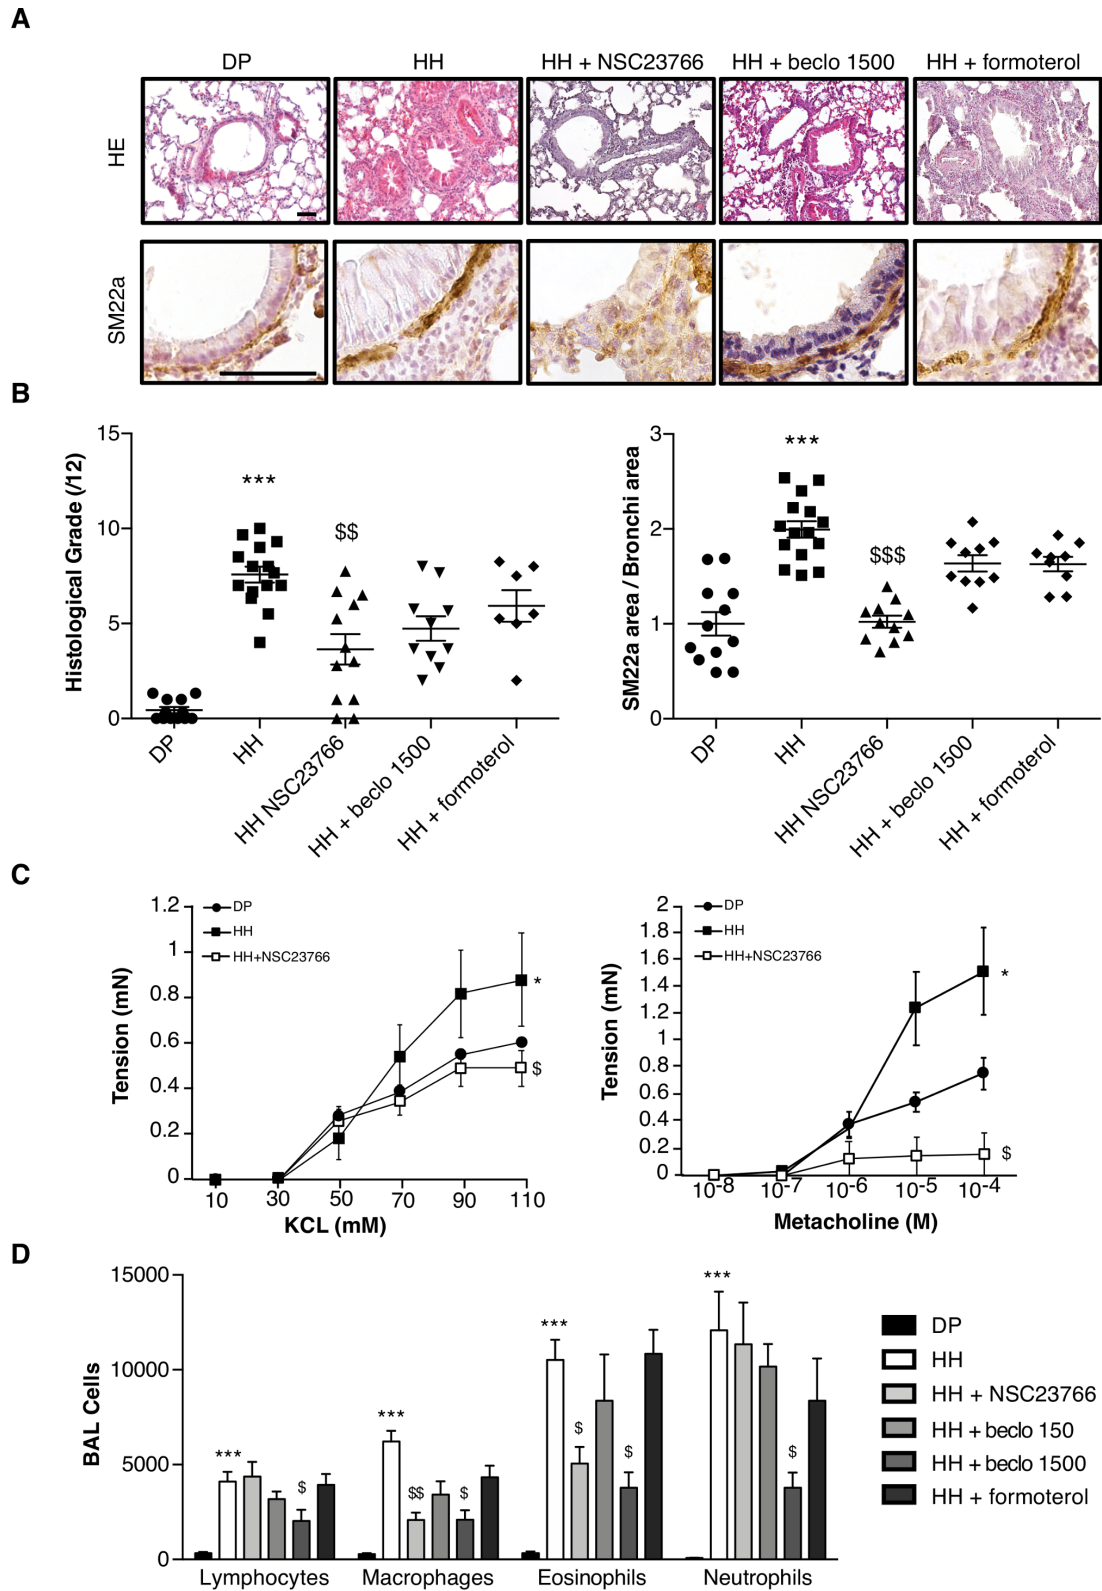 A
DP
HH
HH + NSC23766
HH + beclo 1500
HH + formoterol
HE
SM22a
B
Histological Grade (/12)
15
10
5
0
***
$$
DP
HH
HH NSC23766
HH + beclo 1500
HH + formoterol
SM22a area / Bronchi area
3
2
1
0
***
$$$
DP
HH
HH NSC23766
HH + beclo 1500
HH + formoterol
C
Tension (mN)
1.2
1
0.8
0.6
0.4
0.2
0
DP
HH
HH+NSC23766
*
$
10
30
50
70
90
110
KCL (mM)
Tension (mN)
2
1.8
1.6
1.4
1.2
1
0.8
0.6
0.4
0.2
0
DP
HH
HH+NSC23766
*
$
10-8
10-7
10-6
10-5
10-4
Metacholine (M)
D
BAL Cells
15000
10000
5000
0
***
$
***
$$
$
***
$
$
***
$
Lymphocytes
Macrophages
Eosinophils
Neutrophils
DP
HH
HH + NSC23766
HH + beclo 150
HH + beclo 1500
HH + formoterol